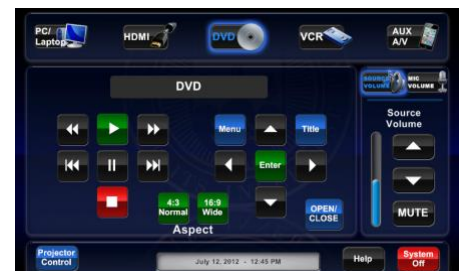 PC/
Laptop
HDMI
DVD
VCR
AUX
A/V
DVD
SOURCE
VOLUME
MIC
VOLUME
Source
Volume
Menu
Title
Enter
4:3
Normal
16:9
Wide
Aspect
OPEN/
CLOSE
MUTE
Projector
Control
July 12, 2012 - 12:45 PM
Help
System
Off